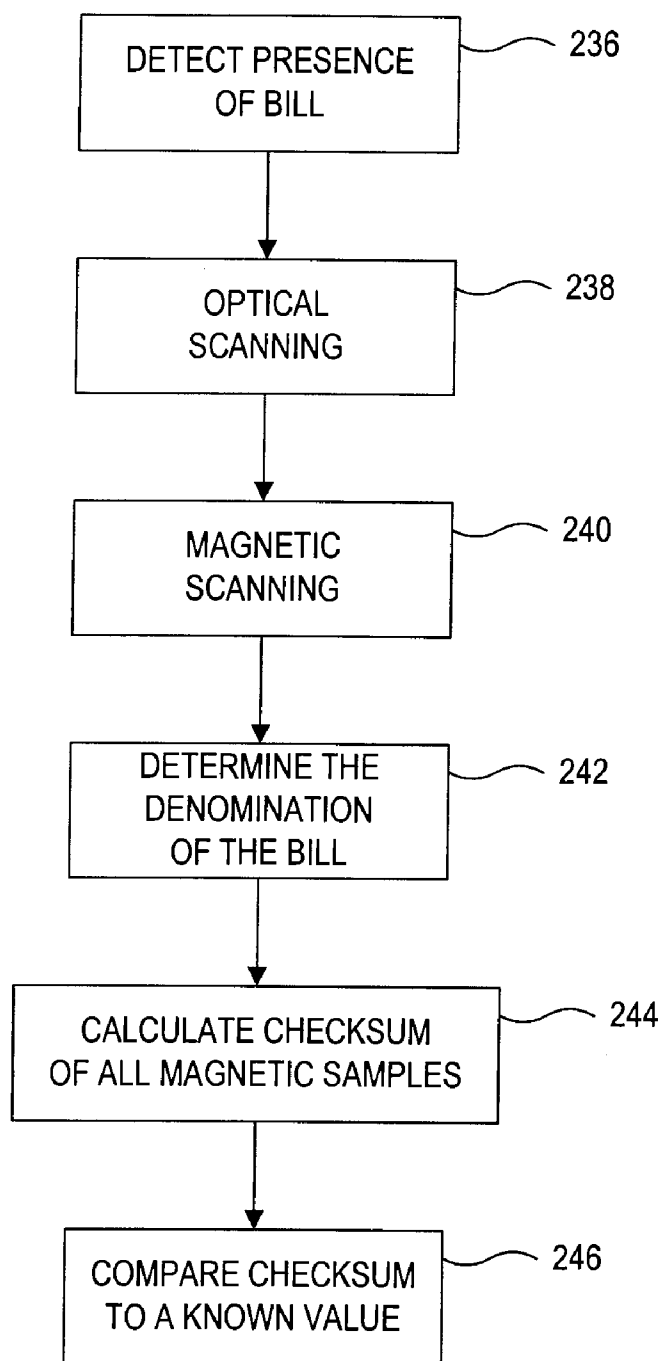 DETECT PRESENCE
OF BILL
236
OPTICAL
SCANNING
238
MAGNETIC
SCANNING
240
DETERMINE THE
DENOMINATION
OF THE BILL
242
CALCULATE CHECKSUM
OF ALL MAGNETIC SAMPLES
244
COMPARE CHECKSUM
TO A KNOWN VALUE
246